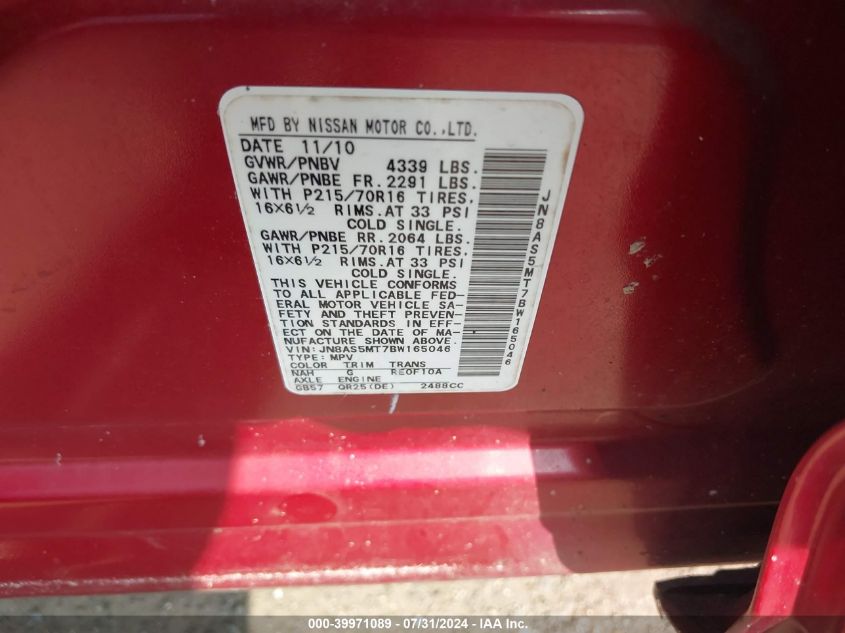 MFD BY NISSAN MOTOR CO.,LTD.
DATE 11/10
GVWR/PNBV 4339 LBS.
GAWR/PNBE FR. 2291 LBS.
WITH P215/70R16 TIRES,
16X6½ RIMS.AT 33 PSI
COLD SINGLE.
GAWR/PNBE RR. 2064 LBS.
WITH P215/70R16 TIRES,
16X6½ RIMS.AT 33 PSI
COLD SINGLE.
THIS VEHICLE CONFORMS
TO ALL APPLICABLE FED-
ERAL MOTOR VEHICLE SA-
FETY AND THEFT PREVEN-
TION STANDARDS IN EFF-
ECT ON THE DATE OF MA-
NUFACTURE SHOWN ABOVE.
VIN:JN8AS5MT7BW165046
TYPE: MPV
COLOR TRIM TRANS
NAH G RE0F10A
AXLE ENGINE
GB57 QR25(DE) 2488CC
JN8AS5MT7BW165046
000-39971089 / 07/31/2024 - IAA Inc.